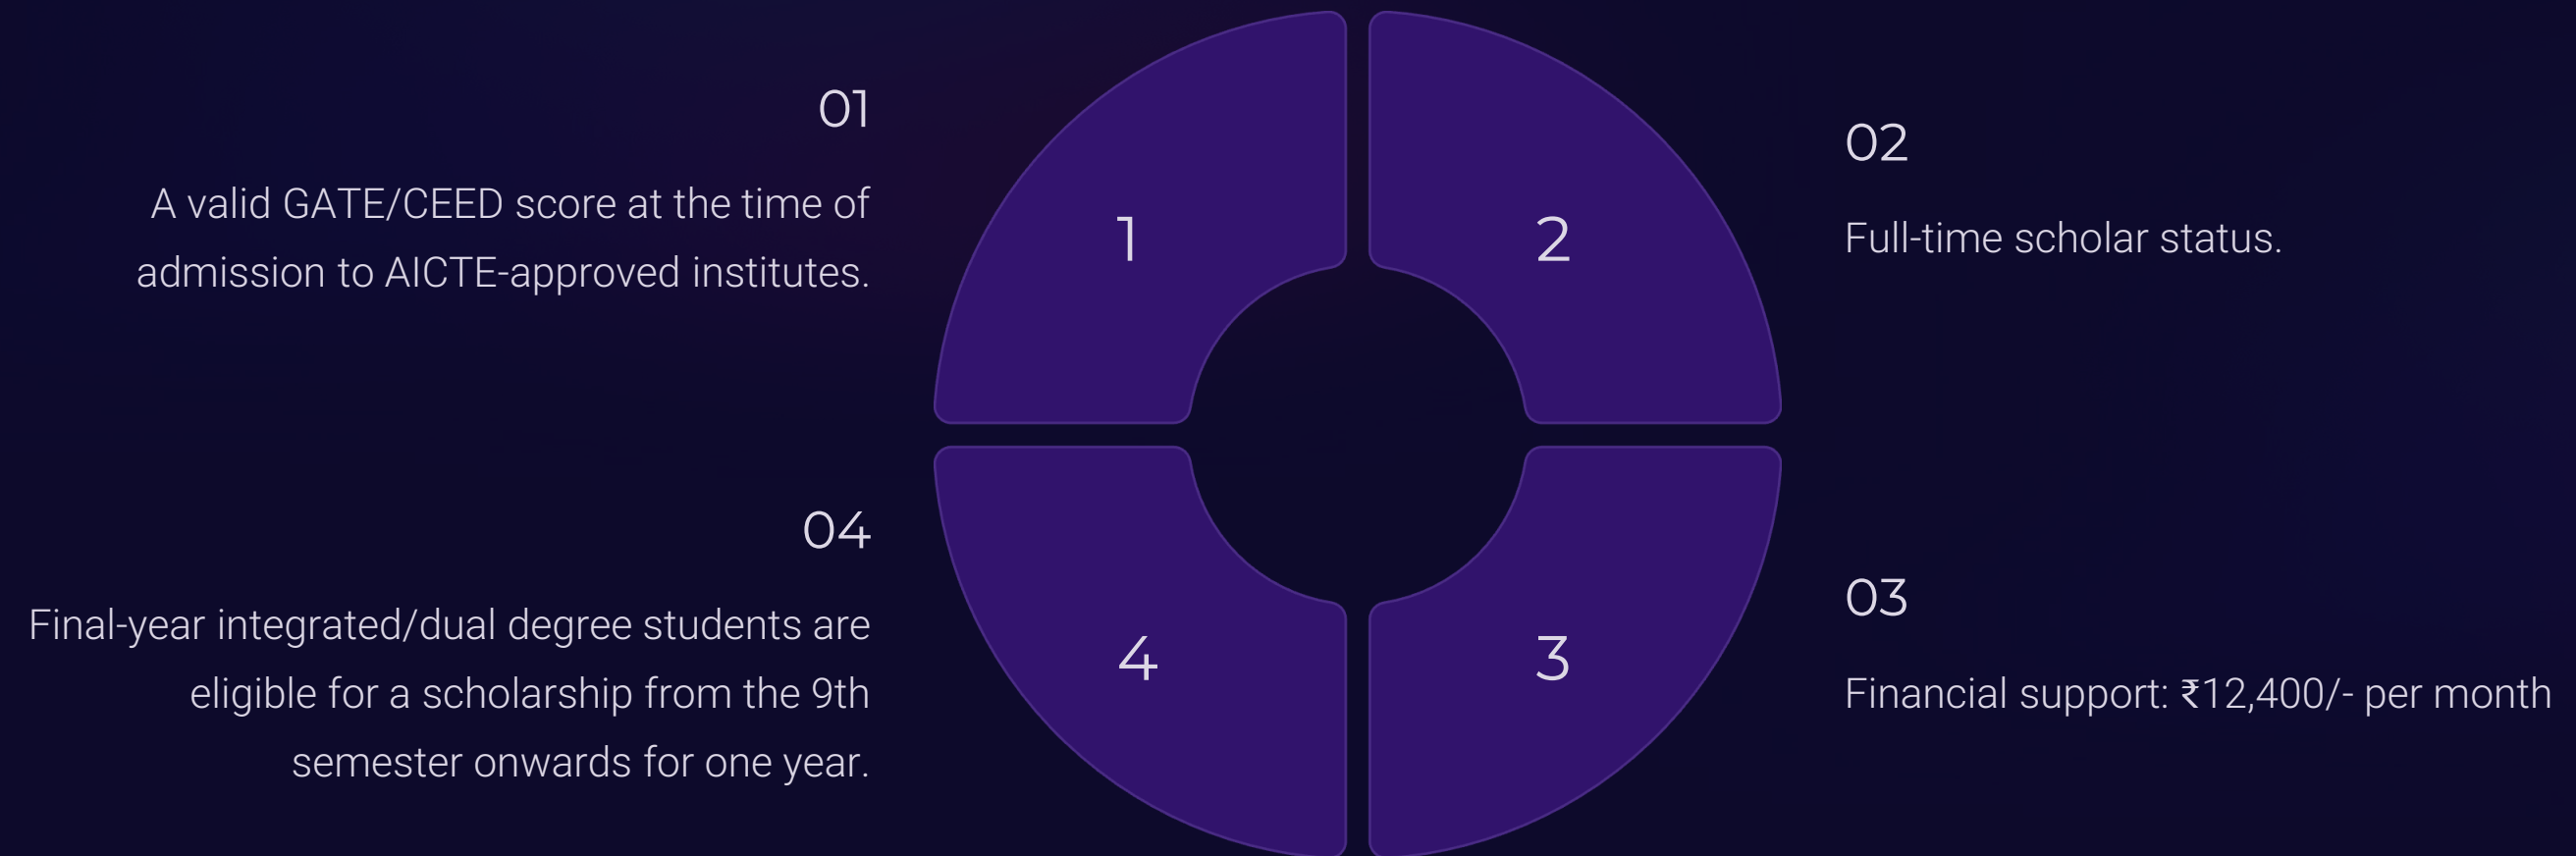 01
A valid GATE/CEED score at the time of
admission to AICTE-approved institutes.
1
2
02
Full-time scholar status.
04
Final-year integrated/dual degree students are
eligible for a scholarship from the 9th
semester onwards for one year.
4
3
03
Financial support: ₹12,400/- per month